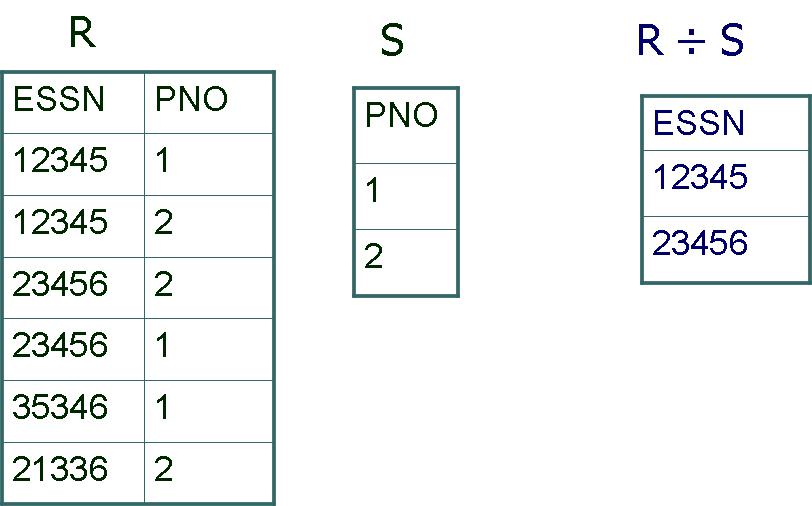 R
ESSN PNO
12345 1
12345 2
23456 2
23456 1
35346 1
21336 2
S
PNO
1
2
R ÷ S
ESSN
12345
23456